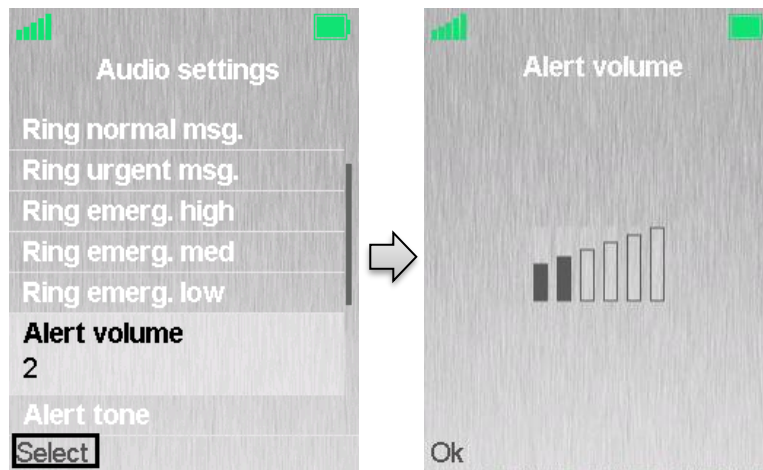 Audio settings
Ring normal msg.
Ring urgent msg.
Ring emerg. high
Ring emerg. med
Ring emerg. low
Alert volume
2
Alert tone
Select
Alert volume
Ok